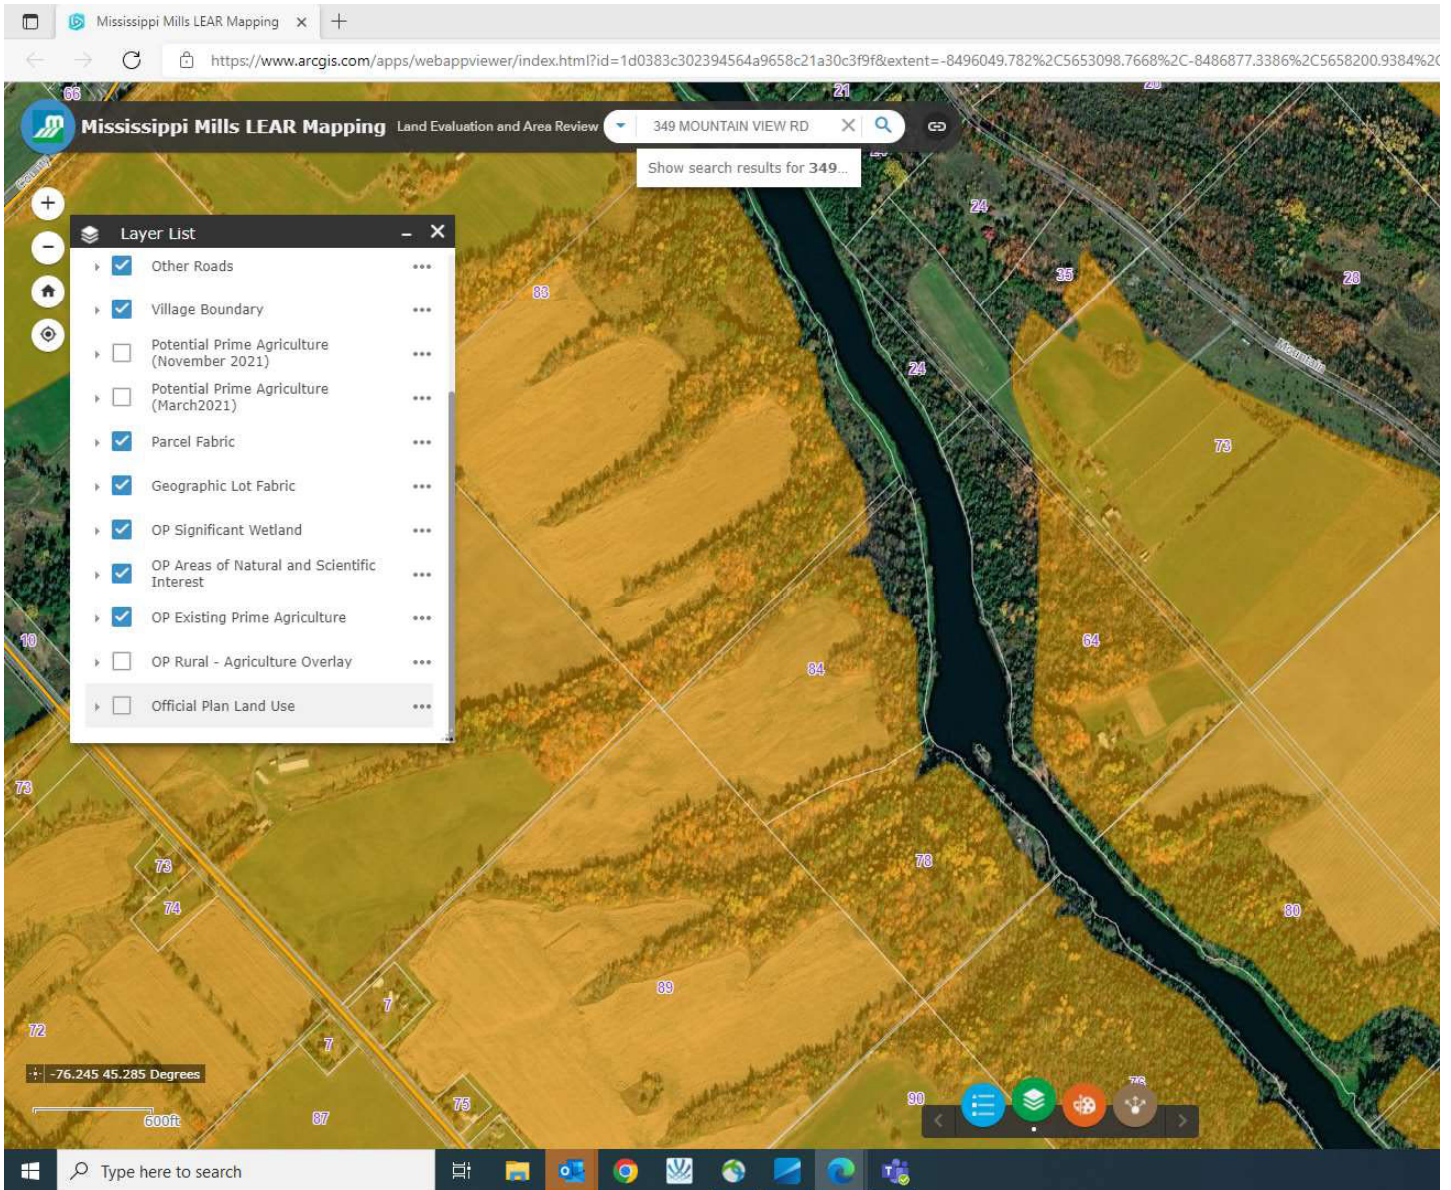 Mississippi Mills LEAR Mapping
https://www.arcgis.com/apps/webappviewer/index.html?id=1d0383c302394564a9658c21a30c3f9f&extent=-8496049.782%2C5653098.7668%2C-8486877.3386%2C5658200.9384%2C
66
21
Mississippi Mills LEAR Mapping Land Evaluation and Area Review 349 MOUNTAIN VIEW RD
Show search results for 349...
County
24
Layer List
Other Roads
35
28
83
Village Boundary
Potential Prime Agriculture
(November 2021)
Mountain
24
Potential Prime Agriculture
(March2021)
Parcel Fabric
73
Geographic Lot Fabric
OP Significant Wetland
OP Areas of Natural and Scientific
Interest
OP Existing Prime Agriculture
10
64
OP Rural - Agriculture Overlay
84
Official Plan Land Use
73
73
78
74
80
89
7
72
7
-76.245 45.285 Degrees
76
90
75
600ft
87
Type here to search